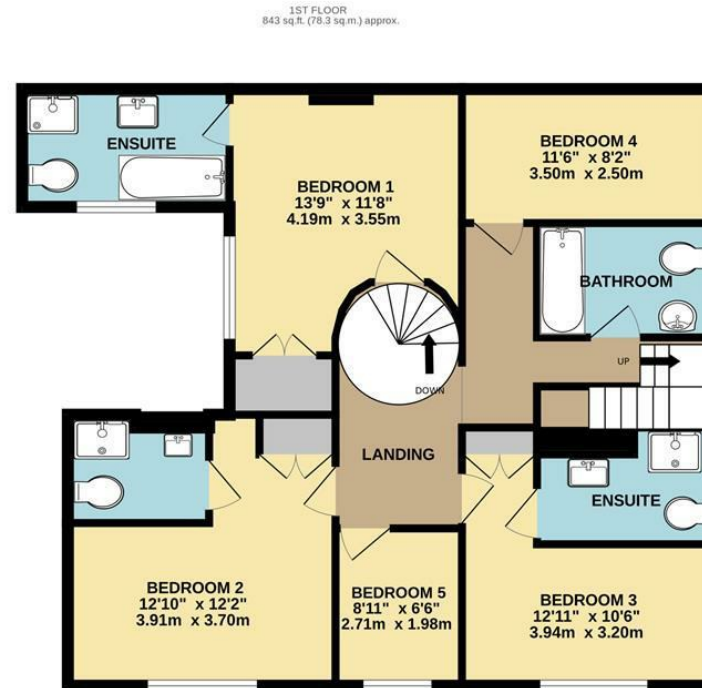 1ST FLOOR
843 sq.ft. (78.3 sq.m.) approx.
ENSUITE
BEDROOM 1
13'9" x 11'8"
4.19m x 3.55m
BEDROOM 4
11'6" x 8'2"
3.50m x 2.50m
BATHROOM
UP
DOWN
LANDING
ENSUITE
BEDROOM 2
12'10" x 12'2"
3.91m x 3.70m
BEDROOM 5
8'11" x 6'6"
2.71m x 1.98m
BEDROOM 3
12'11" x 10'6"
3.94m x 3.20m